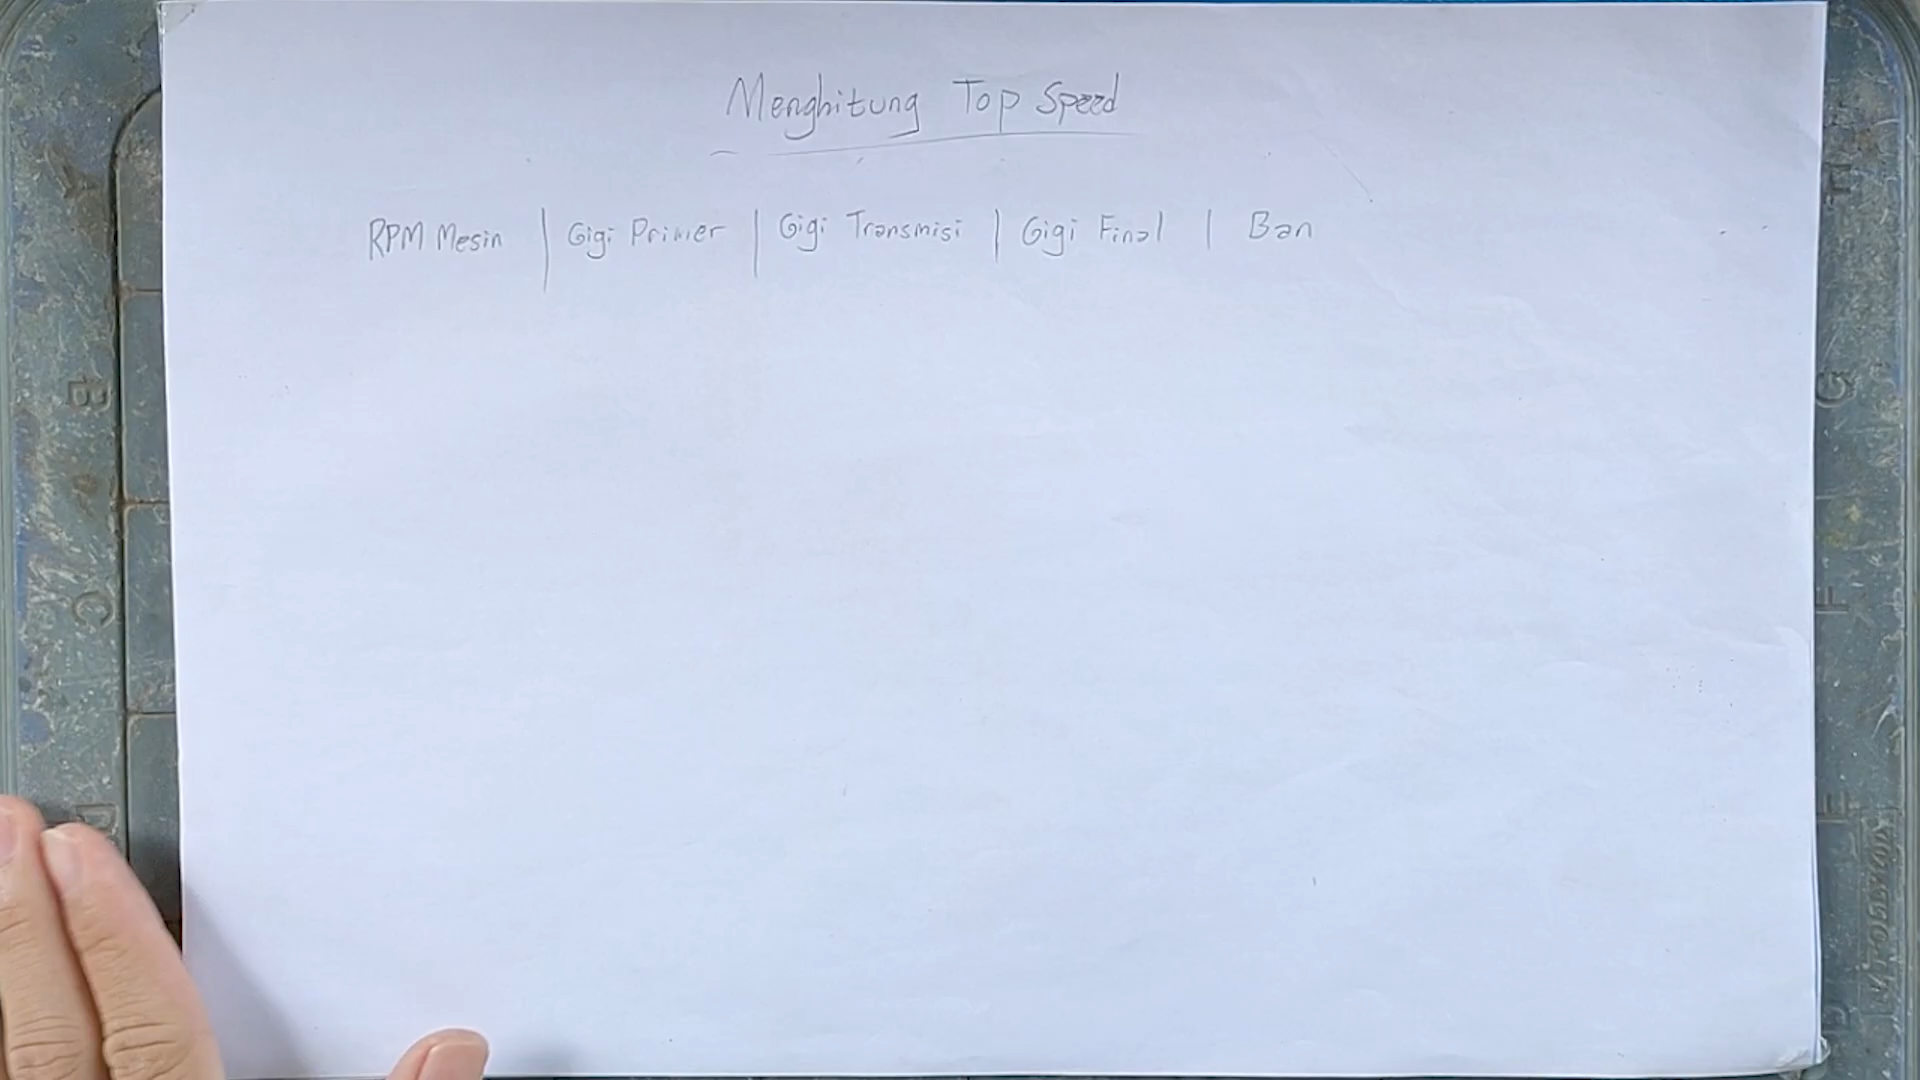 Menghitung Top Speed
RPM Mesin | Gigi Primer | Gigi Transmisi | Gigi Final | Ban
B
C
D
G
F
E